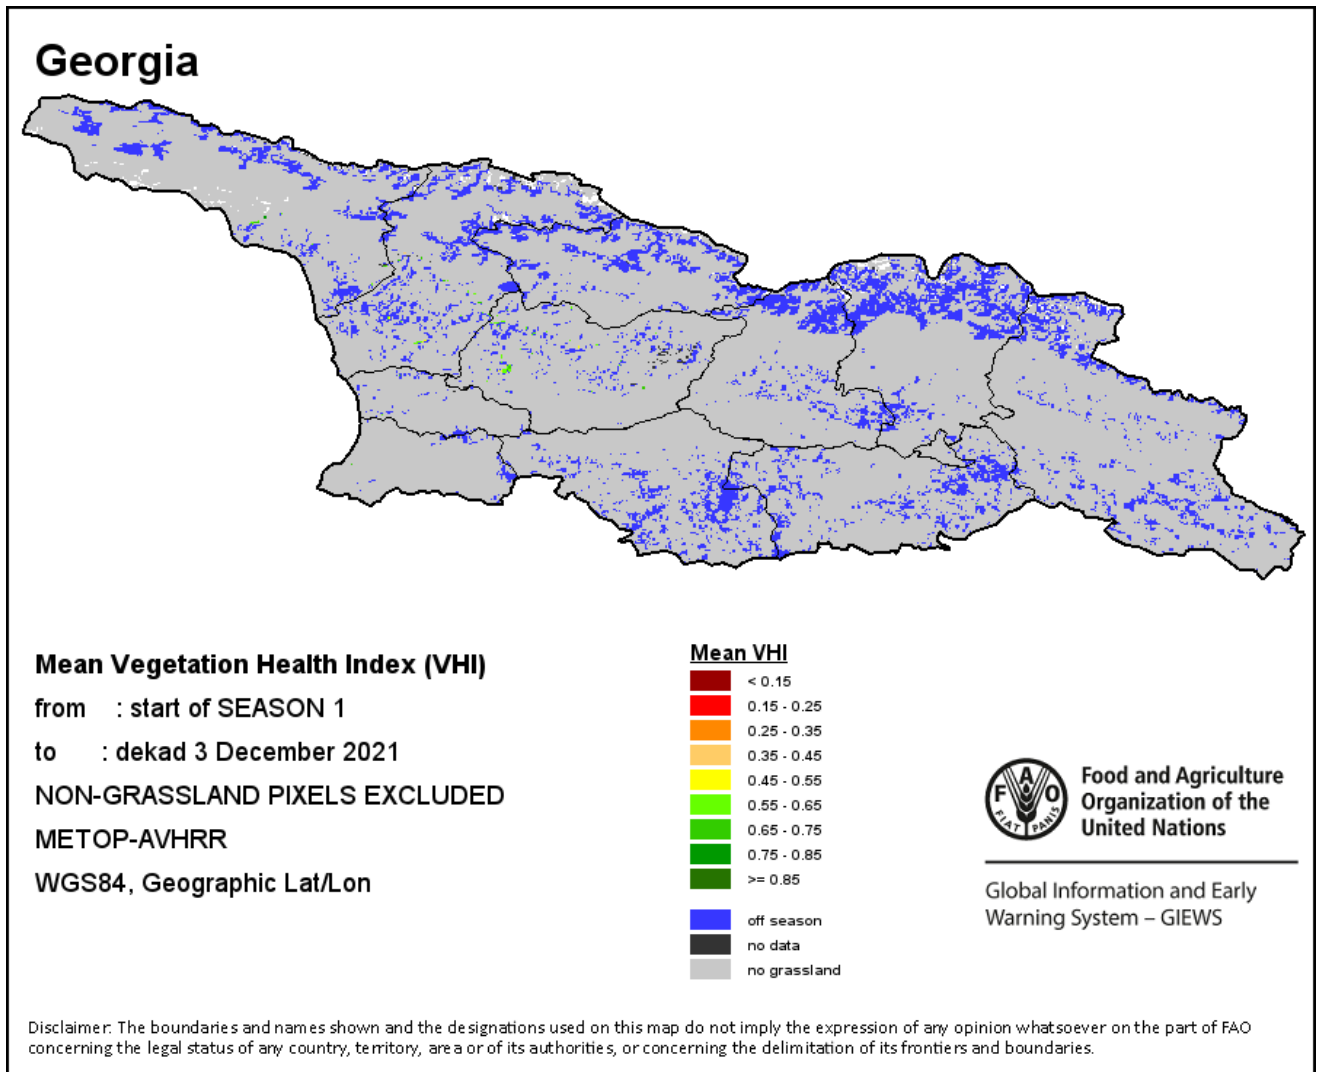 Georgia
Mean Vegetation Health Index (VHI)
from : start of SEASON 1
to : dekad 3 December 2021
NON-GRASSLAND PIXELS EXCLUDED
METOP-AVHRR
WGS84, Geographic Lat/Lon
Mean VHI
< 0.15
0.15 - 0.25
0.25 - 0.35
0.35 - 0.45
0.45 - 0.55
0.55 - 0.65
0.65 - 0.75
0.75 - 0.85
>= 0.85
off season
no data
no grassland
F A O
FIAT PANIS
Food and Agriculture
Organization of the
United Nations
Global Information and Early
Warning System – GIEWS
Disclaimer: The boundaries and names shown and the designations used on this map do not imply the expression of any opinion whatsoever on the part of FAO
concerning the legal status of any country, territory, area or of its authorities, or concerning the delimitation of its frontiers and boundaries.